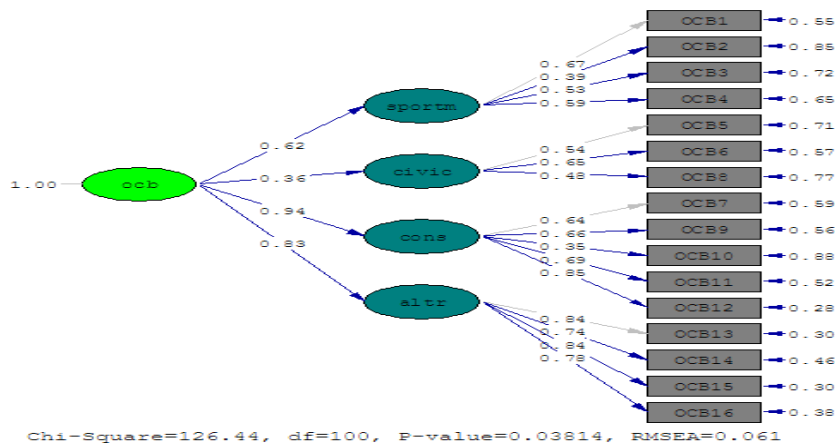 OCB1 0.55
0.67 OCB2 0.85
0.39 OCB3 0.72
0.53
0.59 OCB4 0.65
sportm
OCB5 0.71
0.62 0.54 OCB6 0.57
0.65
civic 0.48 OCB8 0.77
1.00 ocb 0.36
OCB7 0.59
0.94 0.64
0.66 OCB9 0.56
cons 0.35
0.83 0.69 OCB10 0.88
0.85 OCB11 0.52
altr OCB12 0.28
0.84 OCB13 0.30
0.74
0.84 OCB14 0.46
0.78 OCB15 0.30
OCB16 0.38
Chi-Square=126.44, df=100, P-value=0.03814, RMSEA=0.061